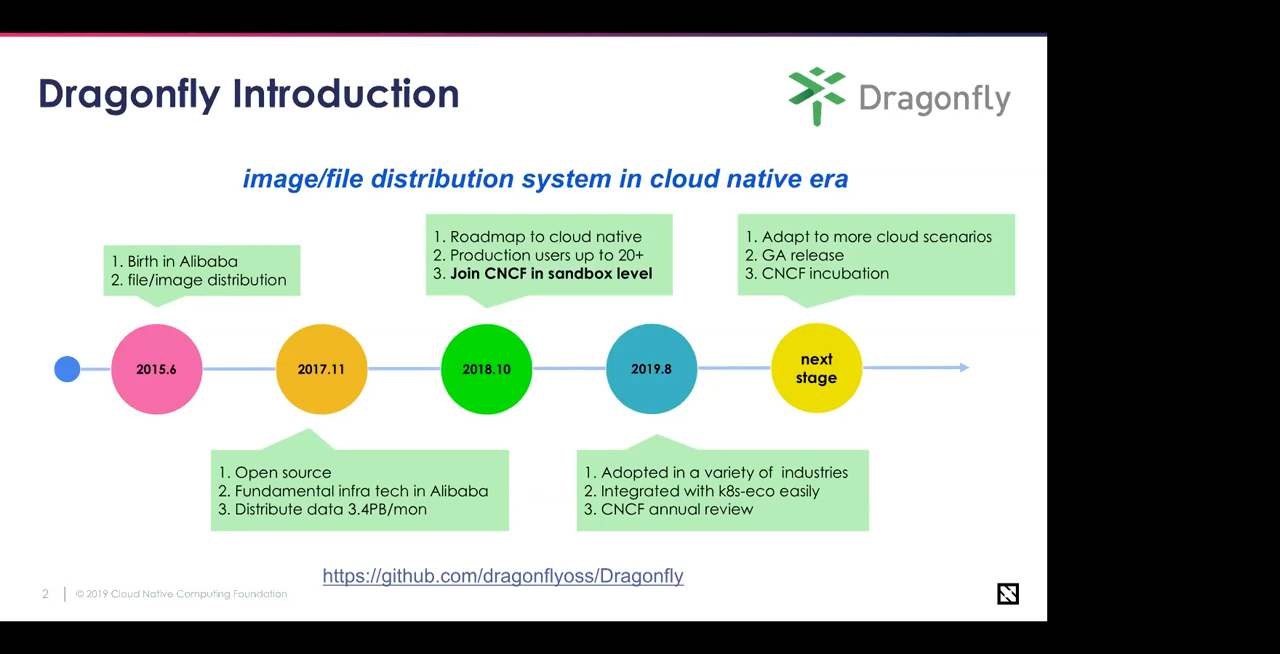 Dragonfly Introduction
Dragonfly
image/file distribution system in cloud native era
1. Birth in Alibaba
2. file/image distribution
1. Roadmap to cloud native
2. Production users up to 20+
3. Join CNCF in sandbox level
1. Adapt to more cloud scenarios
2. GA release
3. CNCF incubation
2015.6
2017.11
2018.10
2019.8
next
stage
1. Open source
2. Fundamental infra tech in Alibaba
3. Distribute data 3.4PB/mon
1. Adopted in a variety of  industries
2. Integrated with k8s-eco easily
3. CNCF annual review
https://github.com/dragonflyoss/Dragonfly
2 | © 2019 Cloud Native Computing Foundation